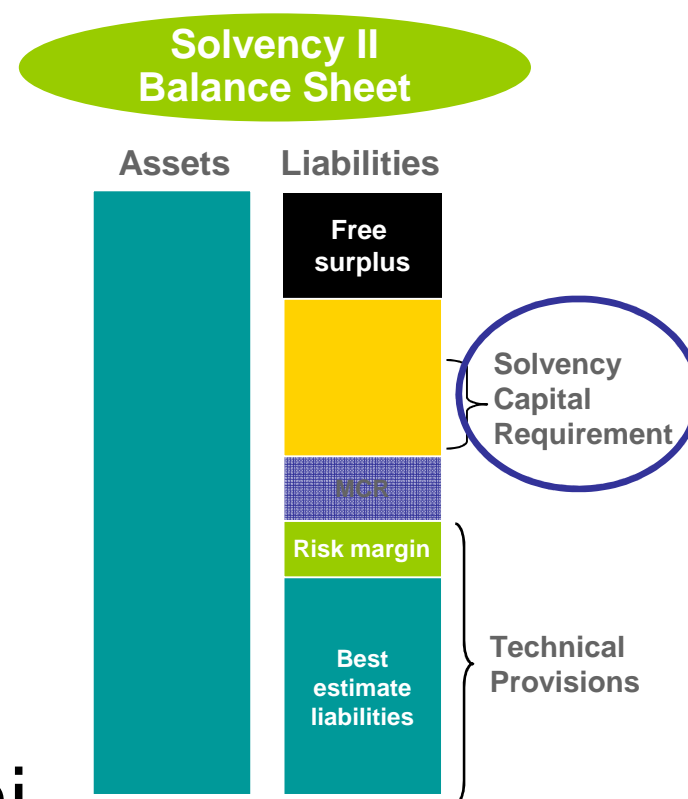 Solvency II
Balance Sheet
Assets Liabilities
Free
surplus
Solvency
Capital
Requirement
MCR
Risk margin
Best
estimate
liabilities
Technical
Provisions